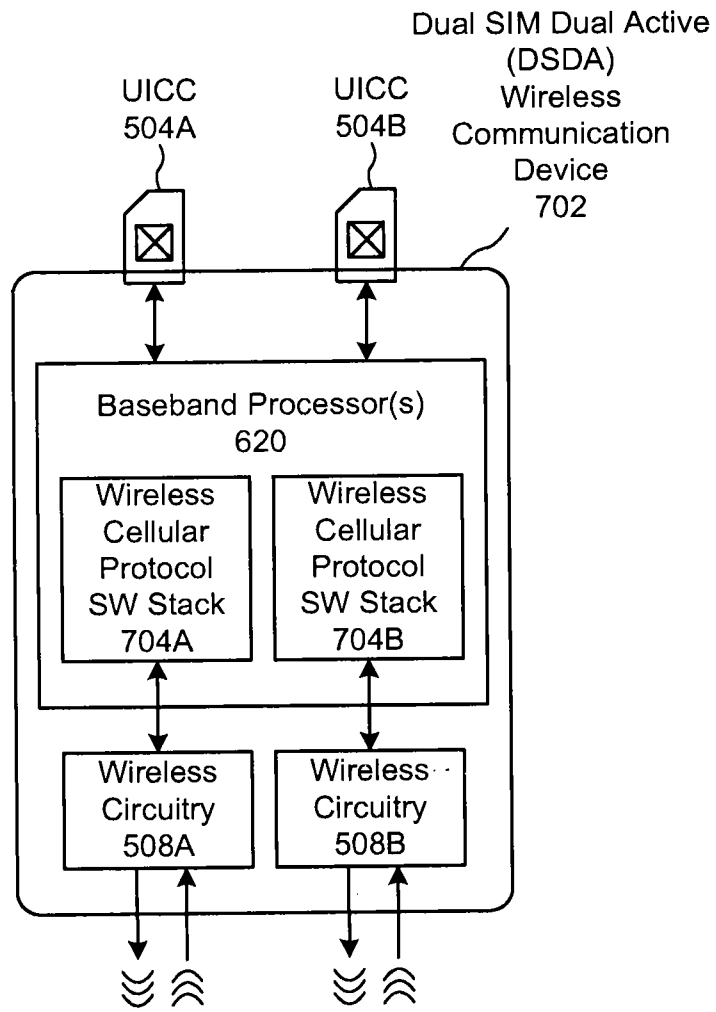 Dual SIM Dual Active
(DSDA)
Wireless
Communication
Device
702
UICC
504A
UICC
504B
Baseband Processor(s)
620
Wireless
Cellular
Protocol
SW Stack
704A
Wireless
Cellular
Protocol
SW Stack
704B
Wireless
Circuitry
508A
Wireless
Circuitry
508B